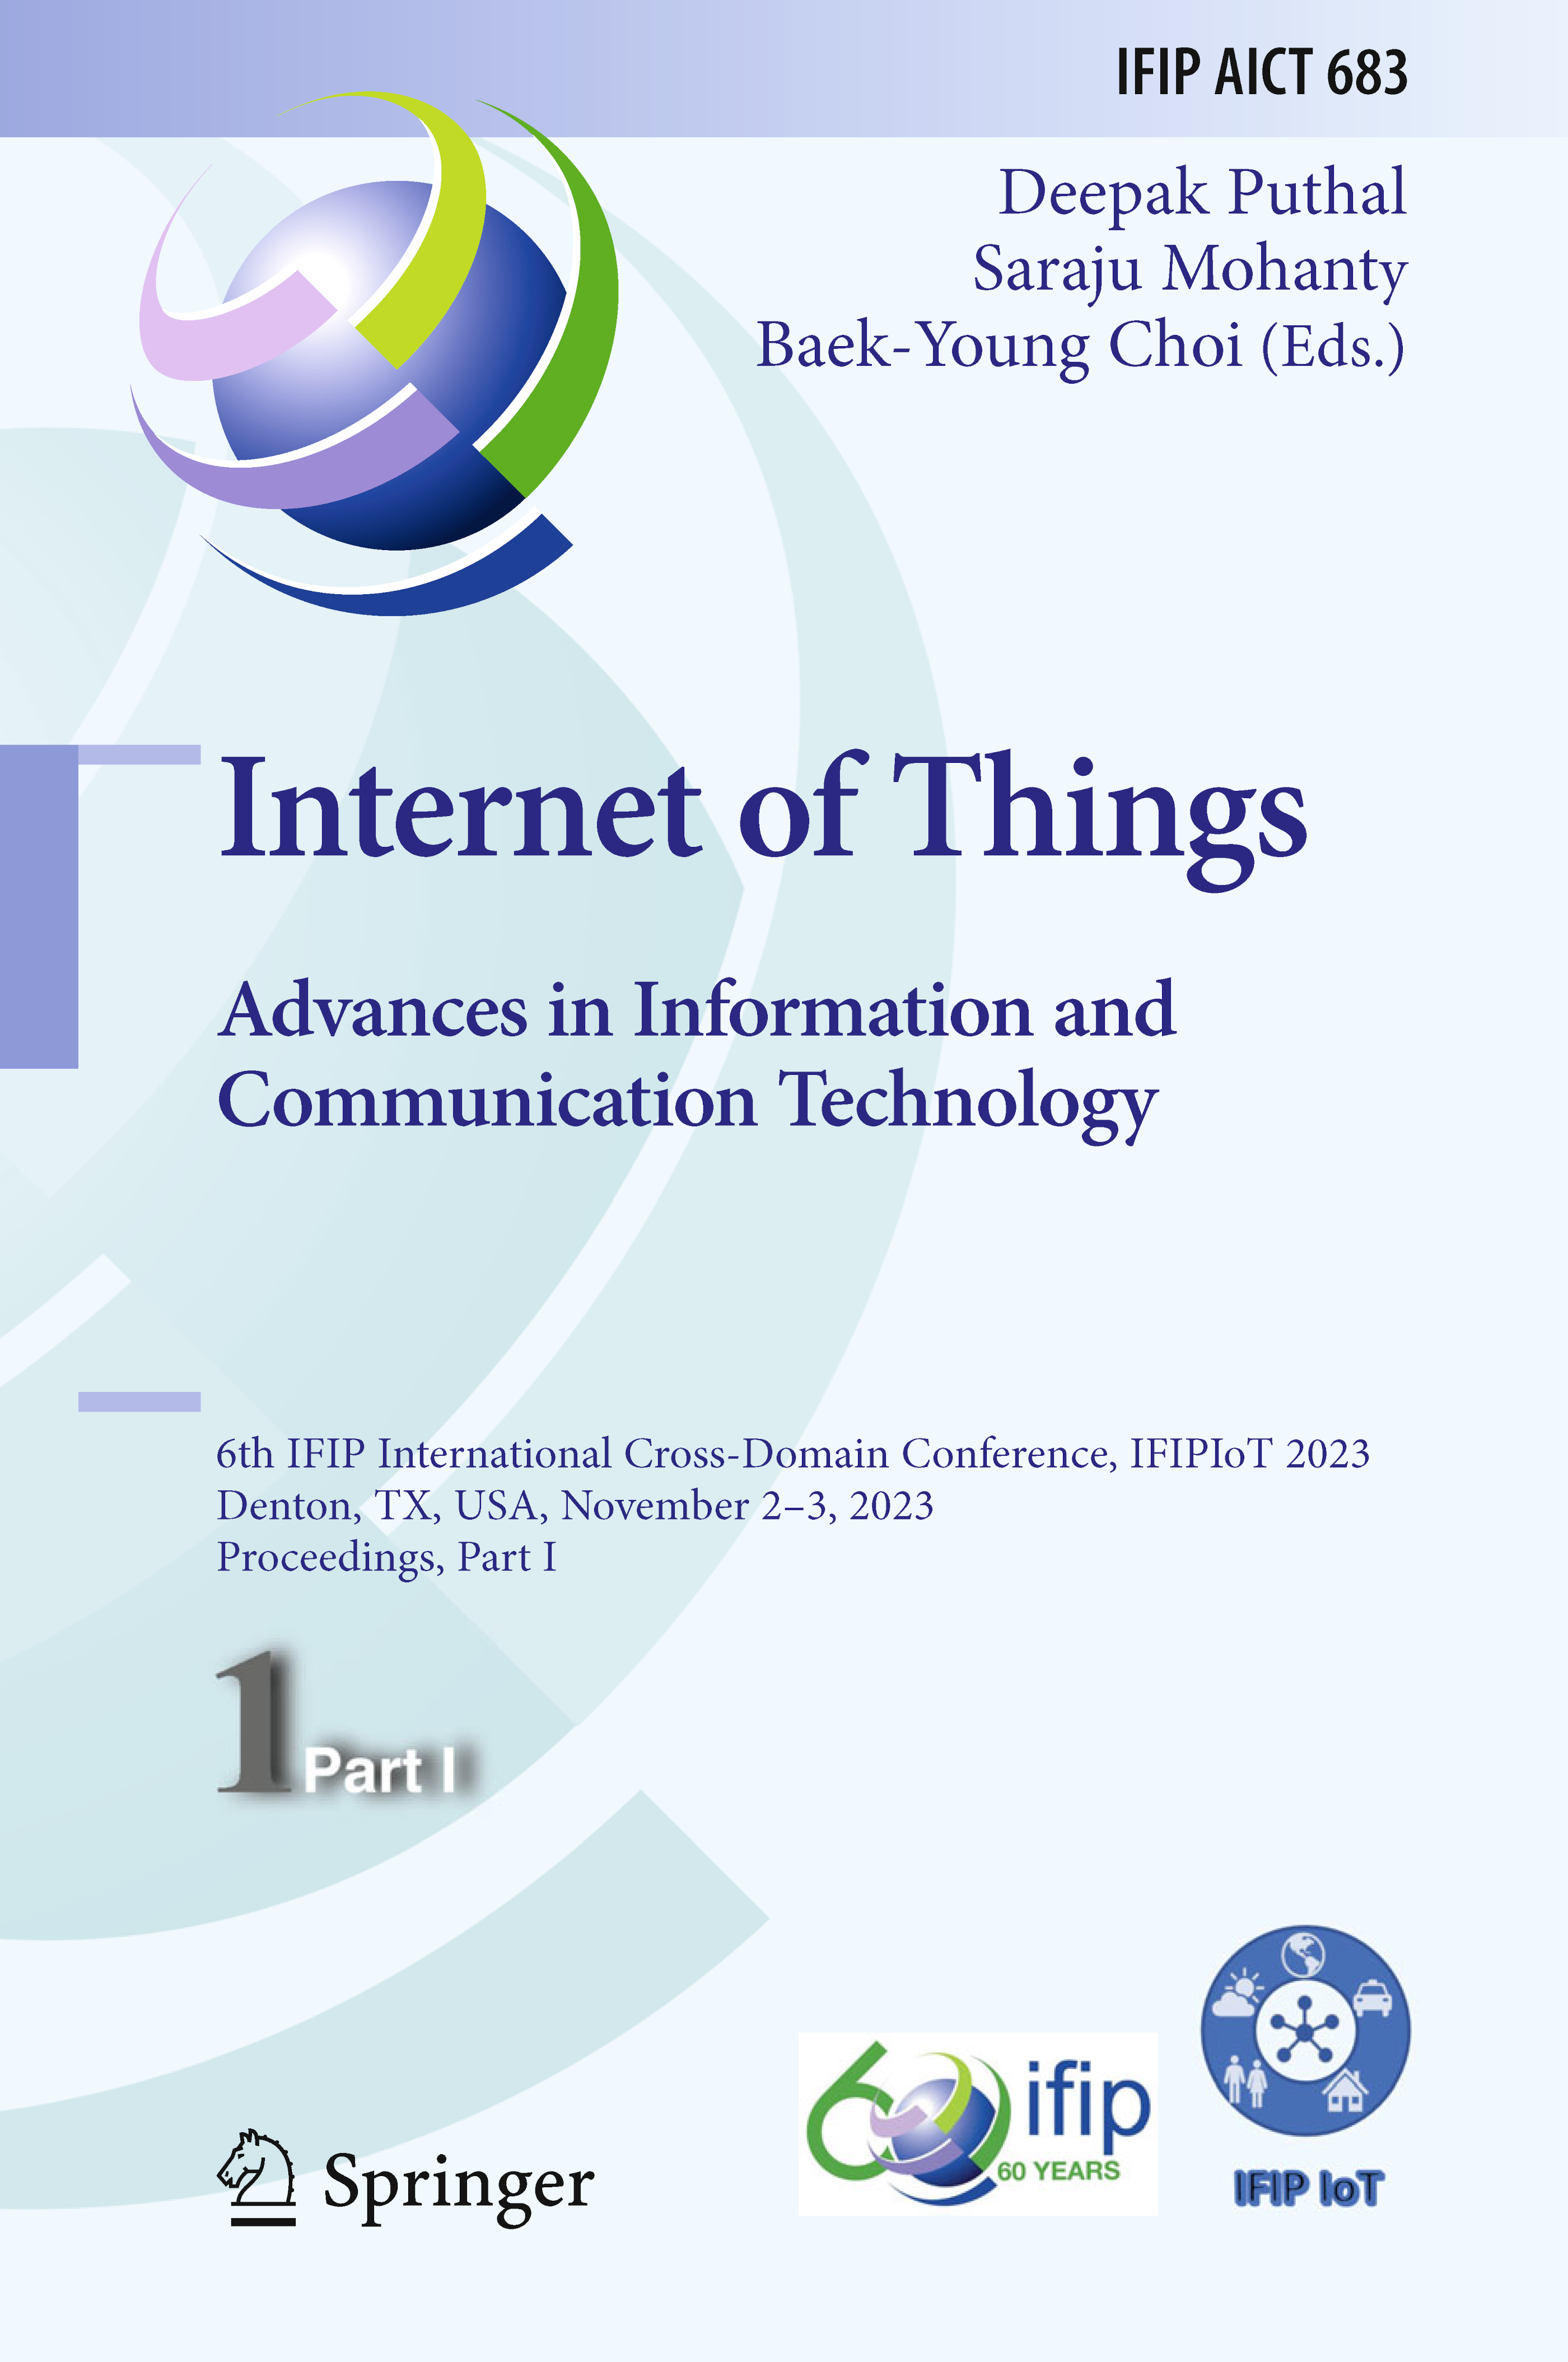 IFIP AICT 683
Deepak Puthal
Saraju Mohanty
Baek-Young Choi (Eds.)
Internet of Things
Advances in Information and
Communication Technology
6th IFIP International Cross-Domain Conference, IFIPIoT 2023
Denton, TX, USA, November 2–3, 2023
Proceedings, Part I
1 Part I
Springer
60 ifip
60 YEARS
IFIP IoT